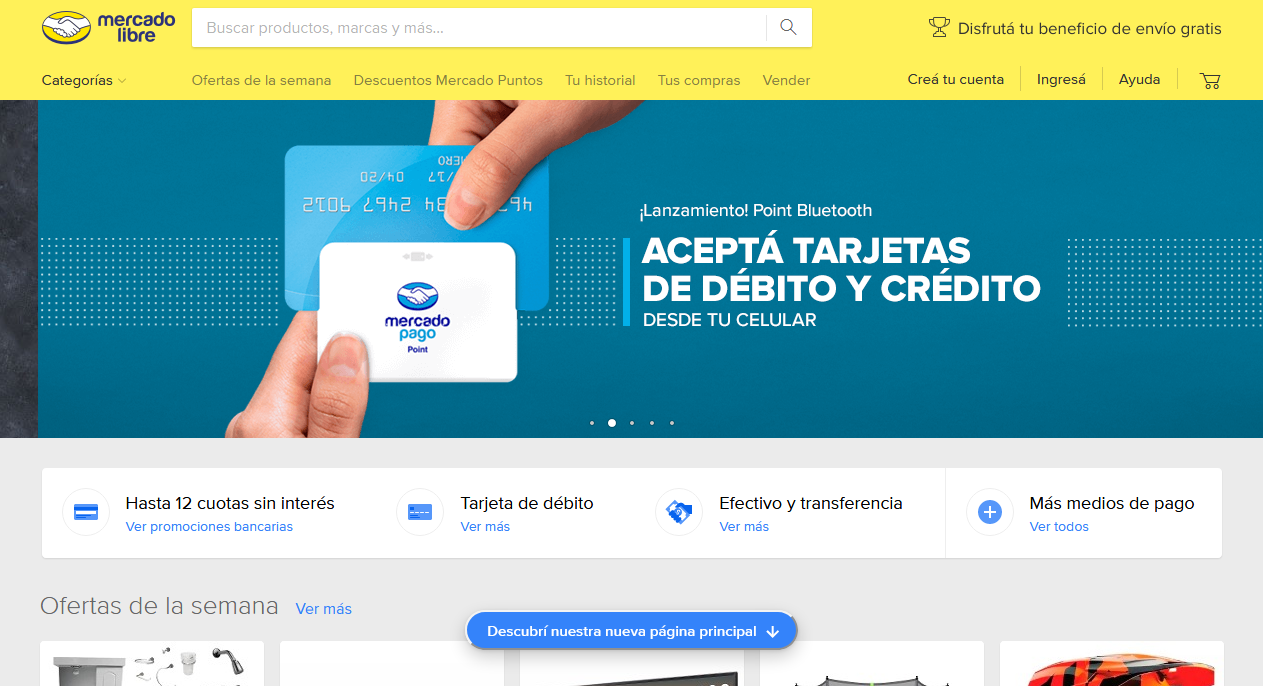 mercado
libre
Buscar productos, marcas y más...
Disfrutá tu beneficio de envío gratis
Categorías
Ofertas de la semana
Descuentos Mercado Puntos
Tu historial
Tus compras
Vender
Creá tu cuenta
Ingresá
Ayuda
¡Lanzamiento! Point Bluetooth
ACEPTÁ TARJETAS
DE DÉBITO Y CRÉDITO
DESDE TU CELULAR
mercado
pago
Point
Hasta 12 cuotas sin interés
Ver promociones bancarias
Tarjeta de débito
Ver más
Efectivo y transferencia
Ver más
Más medios de pago
Ver todos
Ofertas de la semana
Ver más
Descubrí nuestra nueva página principal